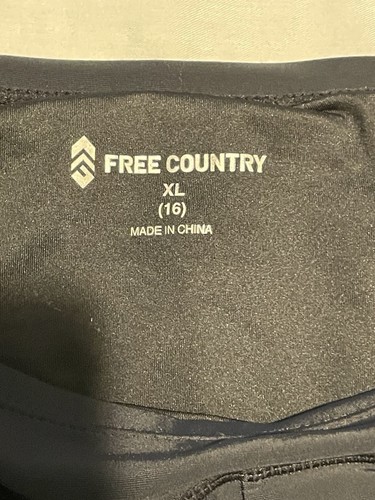 FREE COUNTRY
XL
(16)
MADE IN CHINA